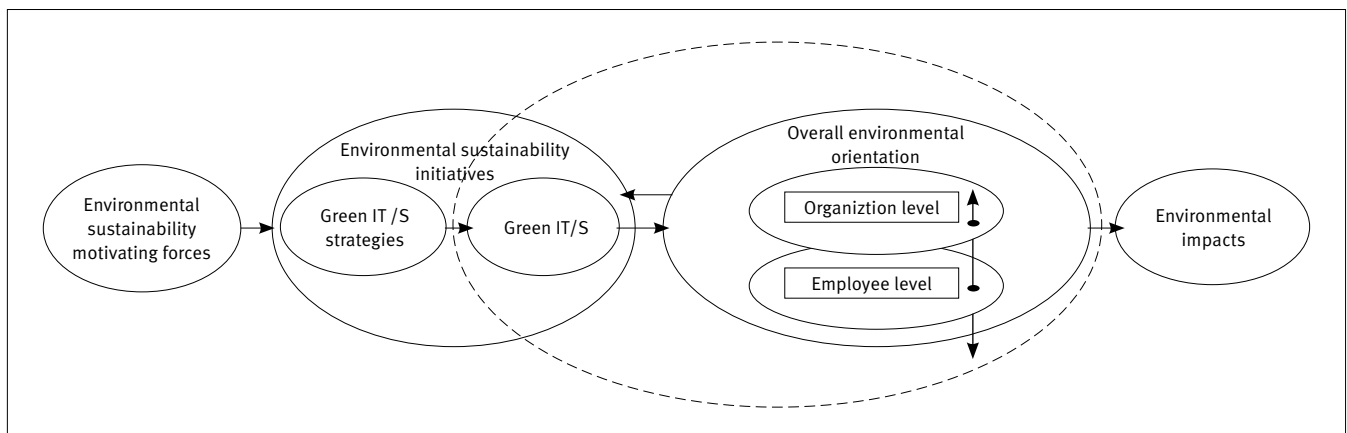 Environmental
sustainability
motivating forces
Environmental sustainability
initiatives
Green IT /S
strategies
Green IT/S
Overall environmental
orientation
Organiztion level
Employee level
Environmental
impacts